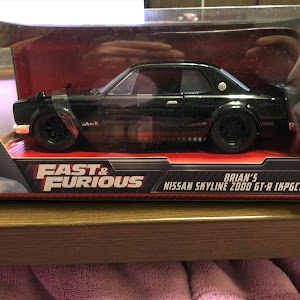 FAST &
FURIOUS
BRIAN'S
NISSAN SKYLINE 2000 GT-R (KPGC